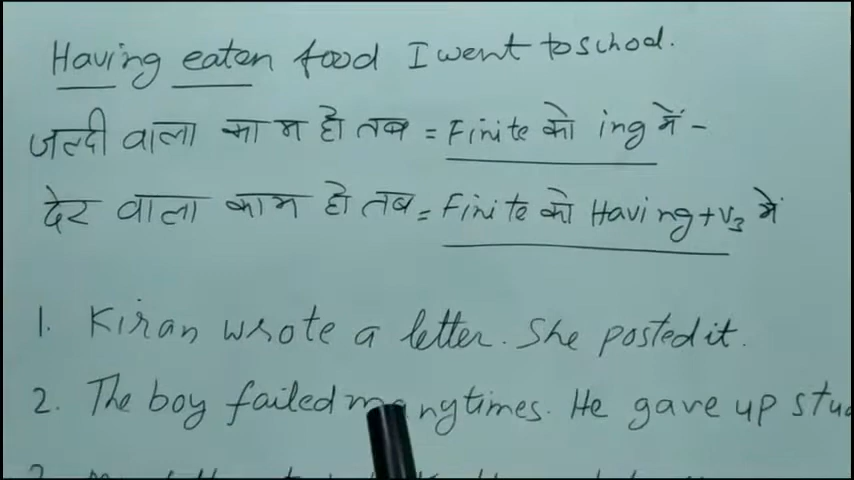 Having eaten food I went to school.
जल्दी वाला काम हो तब = Finite को ing में -
देर वाला काम हो तब = Finite को Having+V3 में
1. Kiran wrote a letter. She posted it.
2. The boy failed many times. He gave up stud